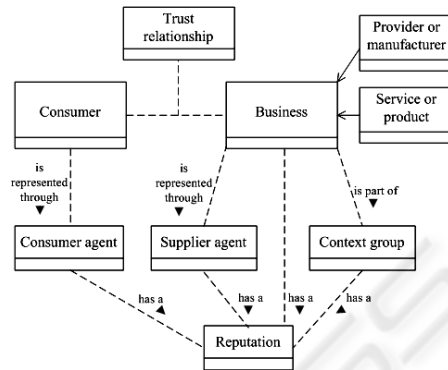 Trust
relationship
Provider or
manufacturer
Consumer
Business
Service or
product
is
represented
through
is
represented
through
is part of
Consumer agent
Supplier agent
Context group
has a
has a
has a
has a
Reputation